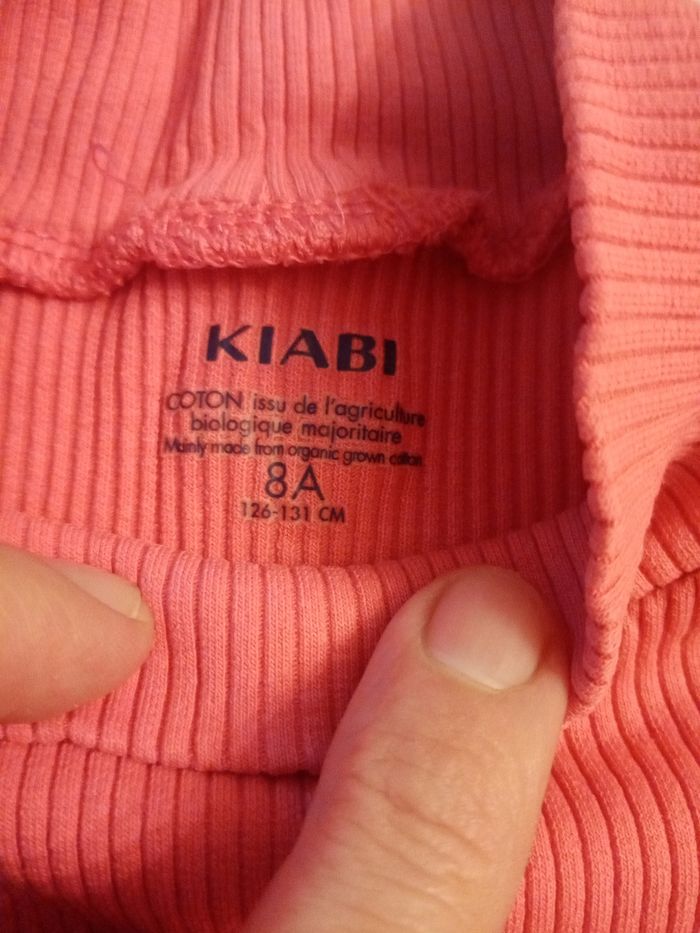 KIABI
COTON issu de l'agriculture
biologique majoritaire
Mainly made from organic grown cotton
8A
126-131 CM